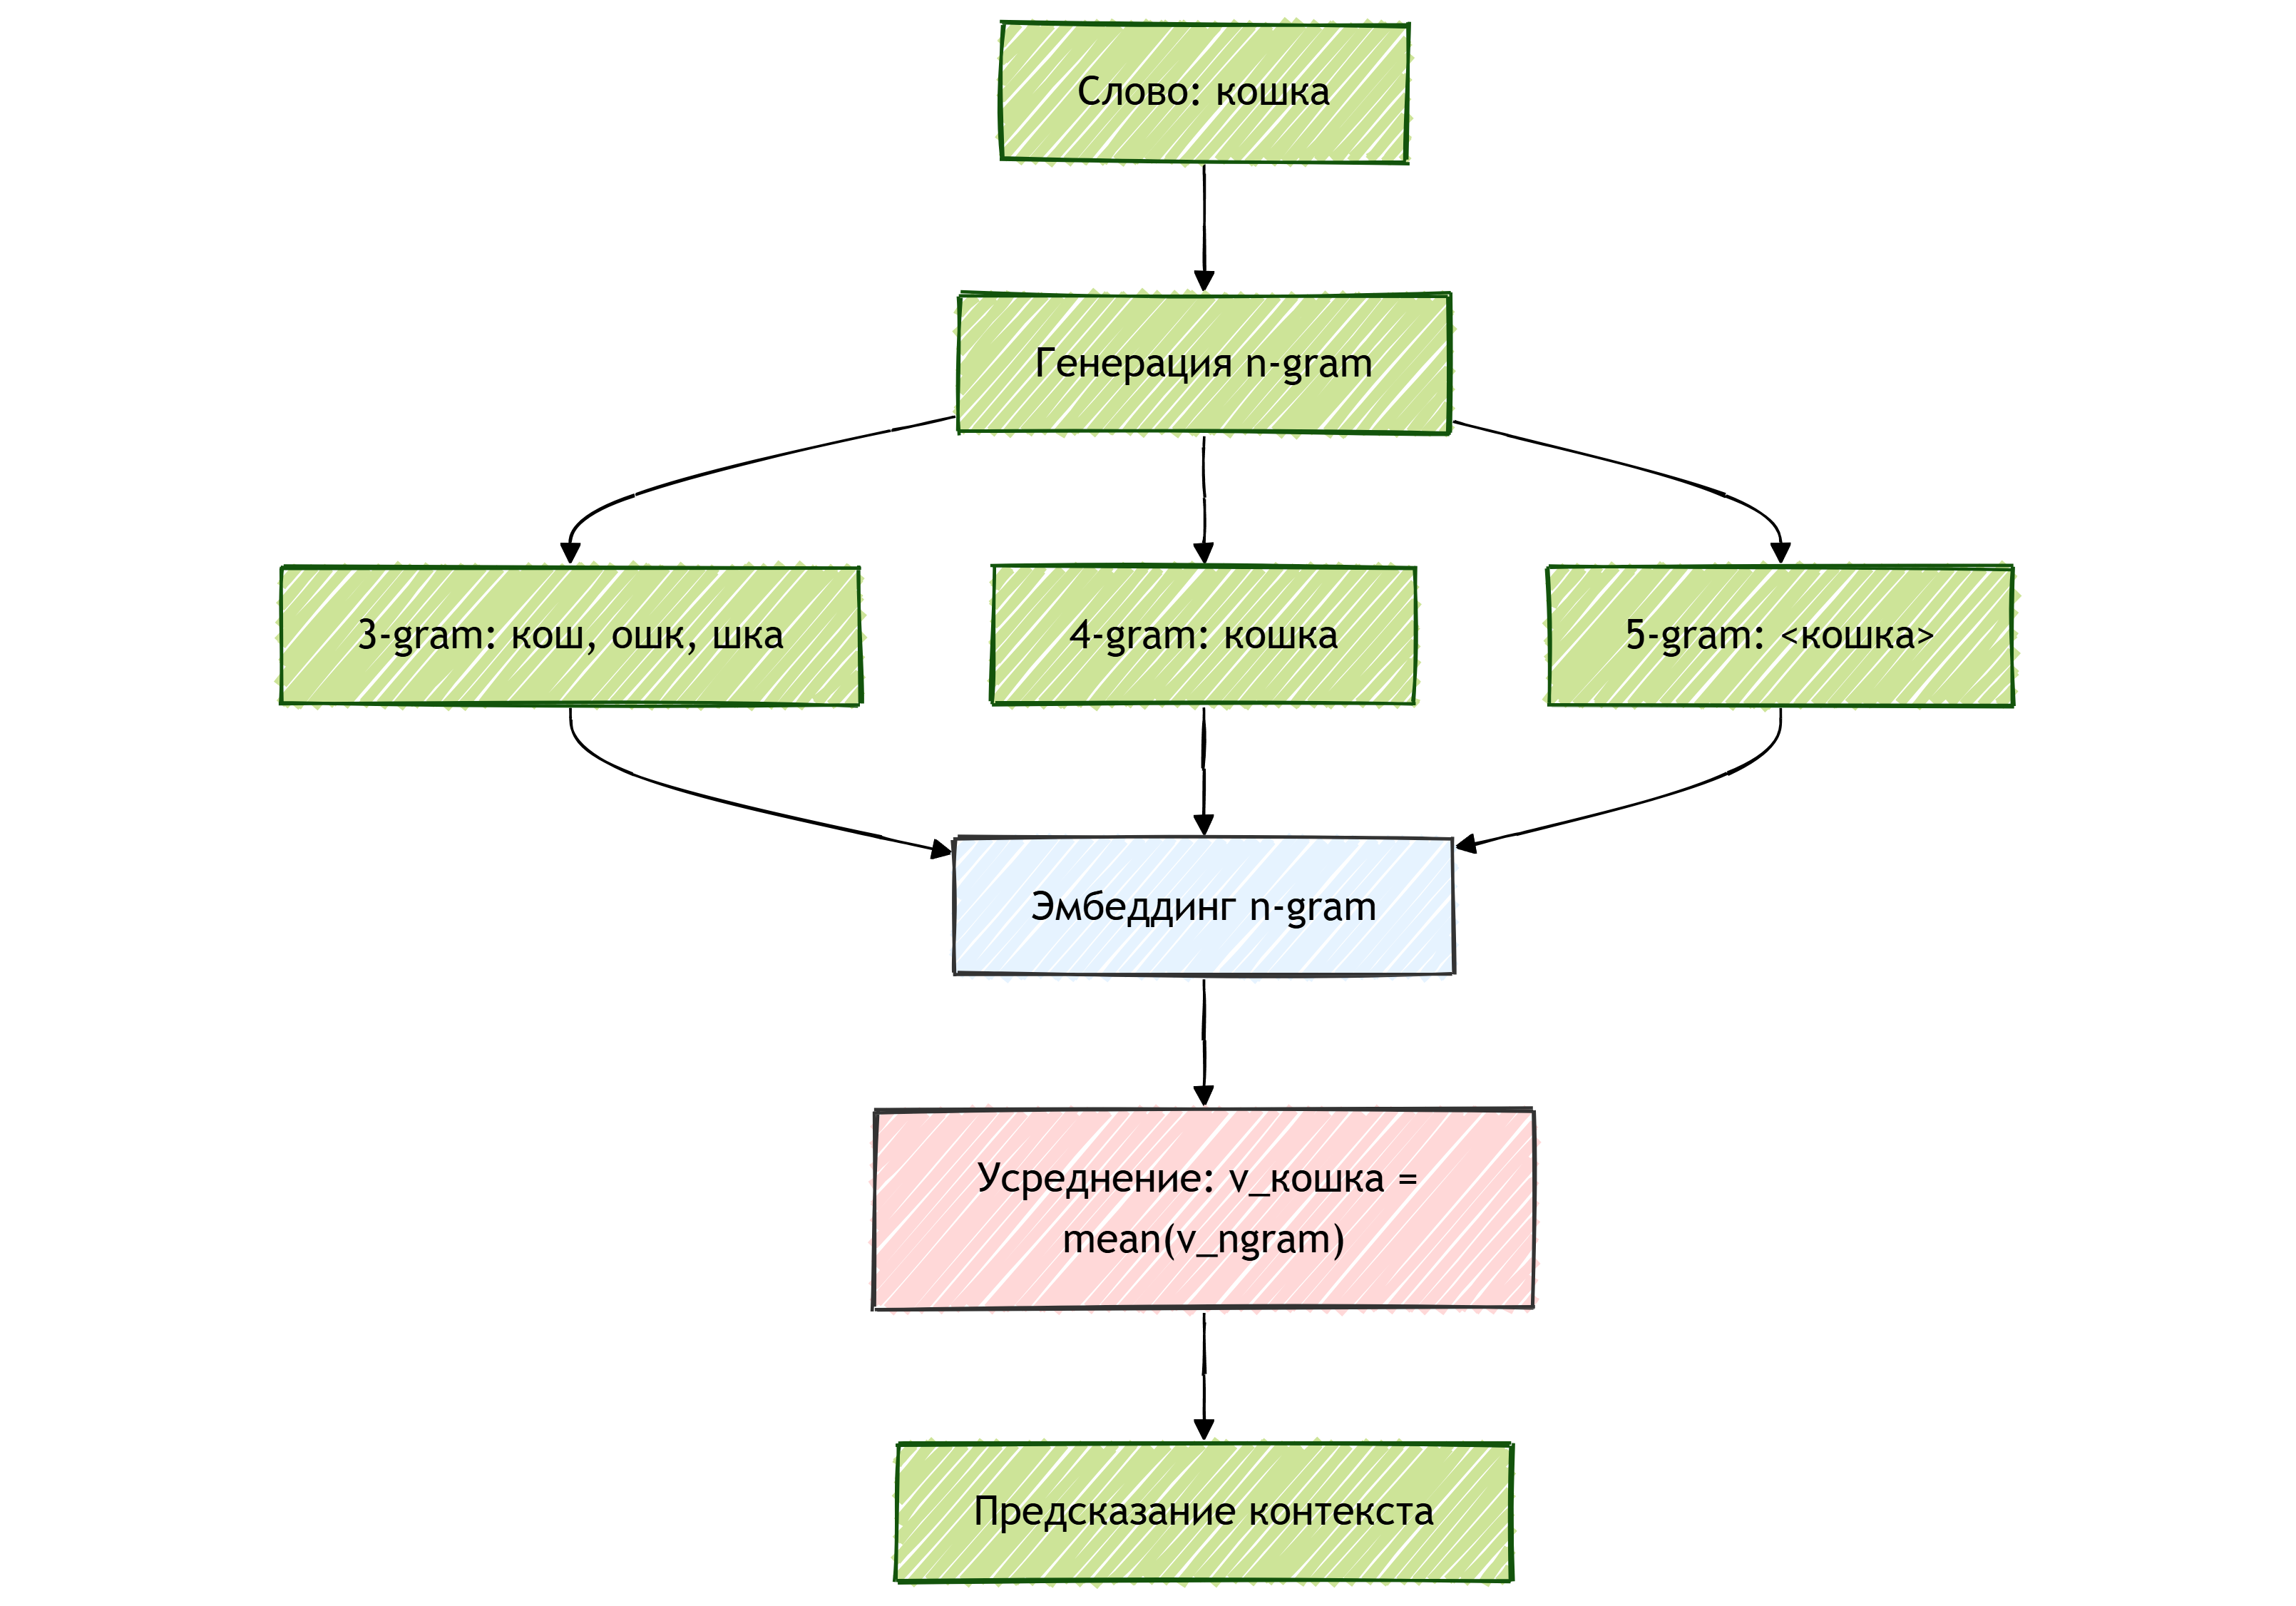 Слово: кошка
Генерация n-gram
3-gram: кош, ошк, шка
4-gram: кошка
5-gram: <кошка>
Эмбеддинг n-gram
Усреднение: v_кошка =
mean(v_ngram)
Предсказание контекста